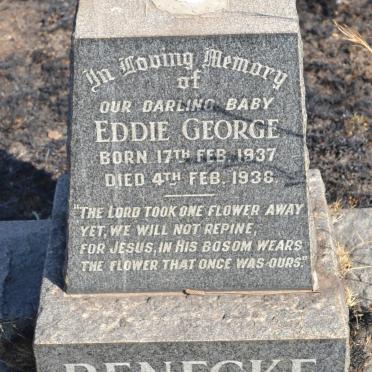 In Loving Memory
of
OUR DARLING BABY
EDDIE GEORGE
BORN 17TH FEB. 1937
DIED 4TH FEB. 1938.
"THE LORD TOOK ONE FLOWER AWAY
YET, WE WILL NOT REPINE,
FOR JESUS, IN HIS BOSOM WEARS
THE FLOWER THAT ONCE WAS OURS."
BENECKE